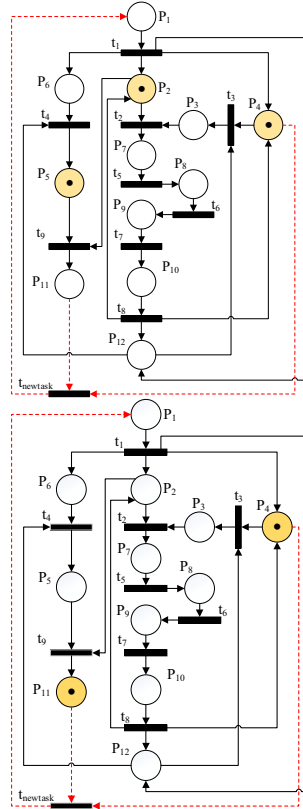 P1
t1
P6
P2
P3
t3
P4
t4
t2
P7
P5
t5
P8
P9
t6
t9
t7
P11
P10
t8
P12
tnewtask
P1
t1
P6
P2
P3
t3
P4
t4
t2
P7
P5
t5
P8
P9
t6
t9
t7
P11
P10
t8
P12
tnewtask